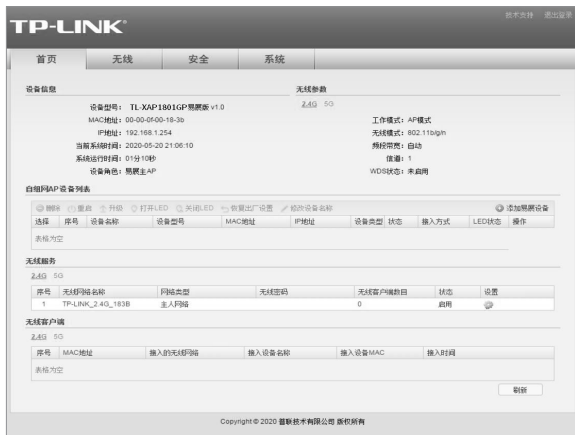 技术支持 退出登录
TP-LINK®
首页 无线 安全 系统
设备信息
设备型号： TL-XAP1801GP易展版 v1.0
MAC地址： 00-00-0f-00-18-3b
IP地址： 192.168.1.254
当前系统时间： 2020-05-20 21:06:10
系统运行时间： 01分10秒
设备角色： 易展主AP
无线参数
2.4G 5G
工作模式： AP模式
无线模式： 802.11b/g/n
频段带宽： 自动
信道： 1
WDS状态： 未启用
自组网AP设备列表
删除 重启 升级 打开LED 关闭LED 恢复出厂设置 修改设备名称 添加易展设备
选择 序号 设备名称 设备型号 MAC地址 IP地址 设备类型 状态 接入方式 LED状态 操作
表格为空
无线服务
2.4G 5G
序号 无线网络名称 网络类型 无线密码 无线客户端数目 状态 设置
1 TP-LINK_2.4G_183B 主人网络 0 启用
无线客户端
2.4G 5G
序号 MAC地址 接入的无线网络 接入设备名称 接入设备MAC 接入时间
表格为空
刷新
Copyright © 2020 普联技术有限公司 版权所有